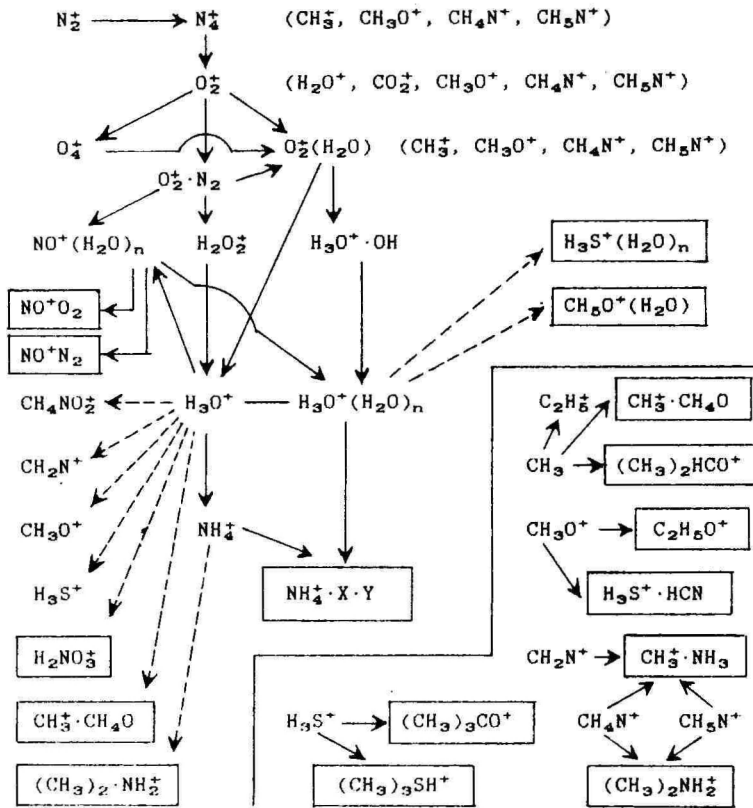 N₂⁺ N₄⁺ (CH₃⁺, CH₃O⁺, CH₄N⁺, CH₅N⁺)
O₂⁺ (H₂O⁺, CO₂⁺, CH₃O⁺, CH₄N⁺, CH₅N⁺)
O₄⁺ O₂⁺(H₂O) (CH₃⁺, CH₃O⁺, CH₄N⁺, CH₅N⁺)
O₂⁺·N₂
NO⁺(H₂O)ₙ H₂O₂⁺ H₃O⁺·OH H₃S⁺(H₂O)ₙ
NO⁺O₂ CH₅O⁺(H₂O)
NO⁺N₂
CH₄NO₂⁺ H₃O⁺ H₃O⁺(H₂O)ₙ C₂H₅⁺ CH₃⁺·CH₄O
CH₂N⁺ CH₃ (CH₃)₂HCO⁺
CH₃O⁺ NH₄⁺ CH₃O⁺ C₂H₅O⁺
H₃S⁺ NH₄⁺·X·Y H₃S⁺·HCN
H₂NO₃⁺ CH₂N⁺ CH₃⁺·NH₃
CH₃⁺·CH₄O H₃S⁺ (CH₃)₃CO⁺ CH₄N⁺ CH₅N⁺
(CH₃)₂·NH₂⁺ (CH₃)₃SH⁺ (CH₃)₂NH₂⁺